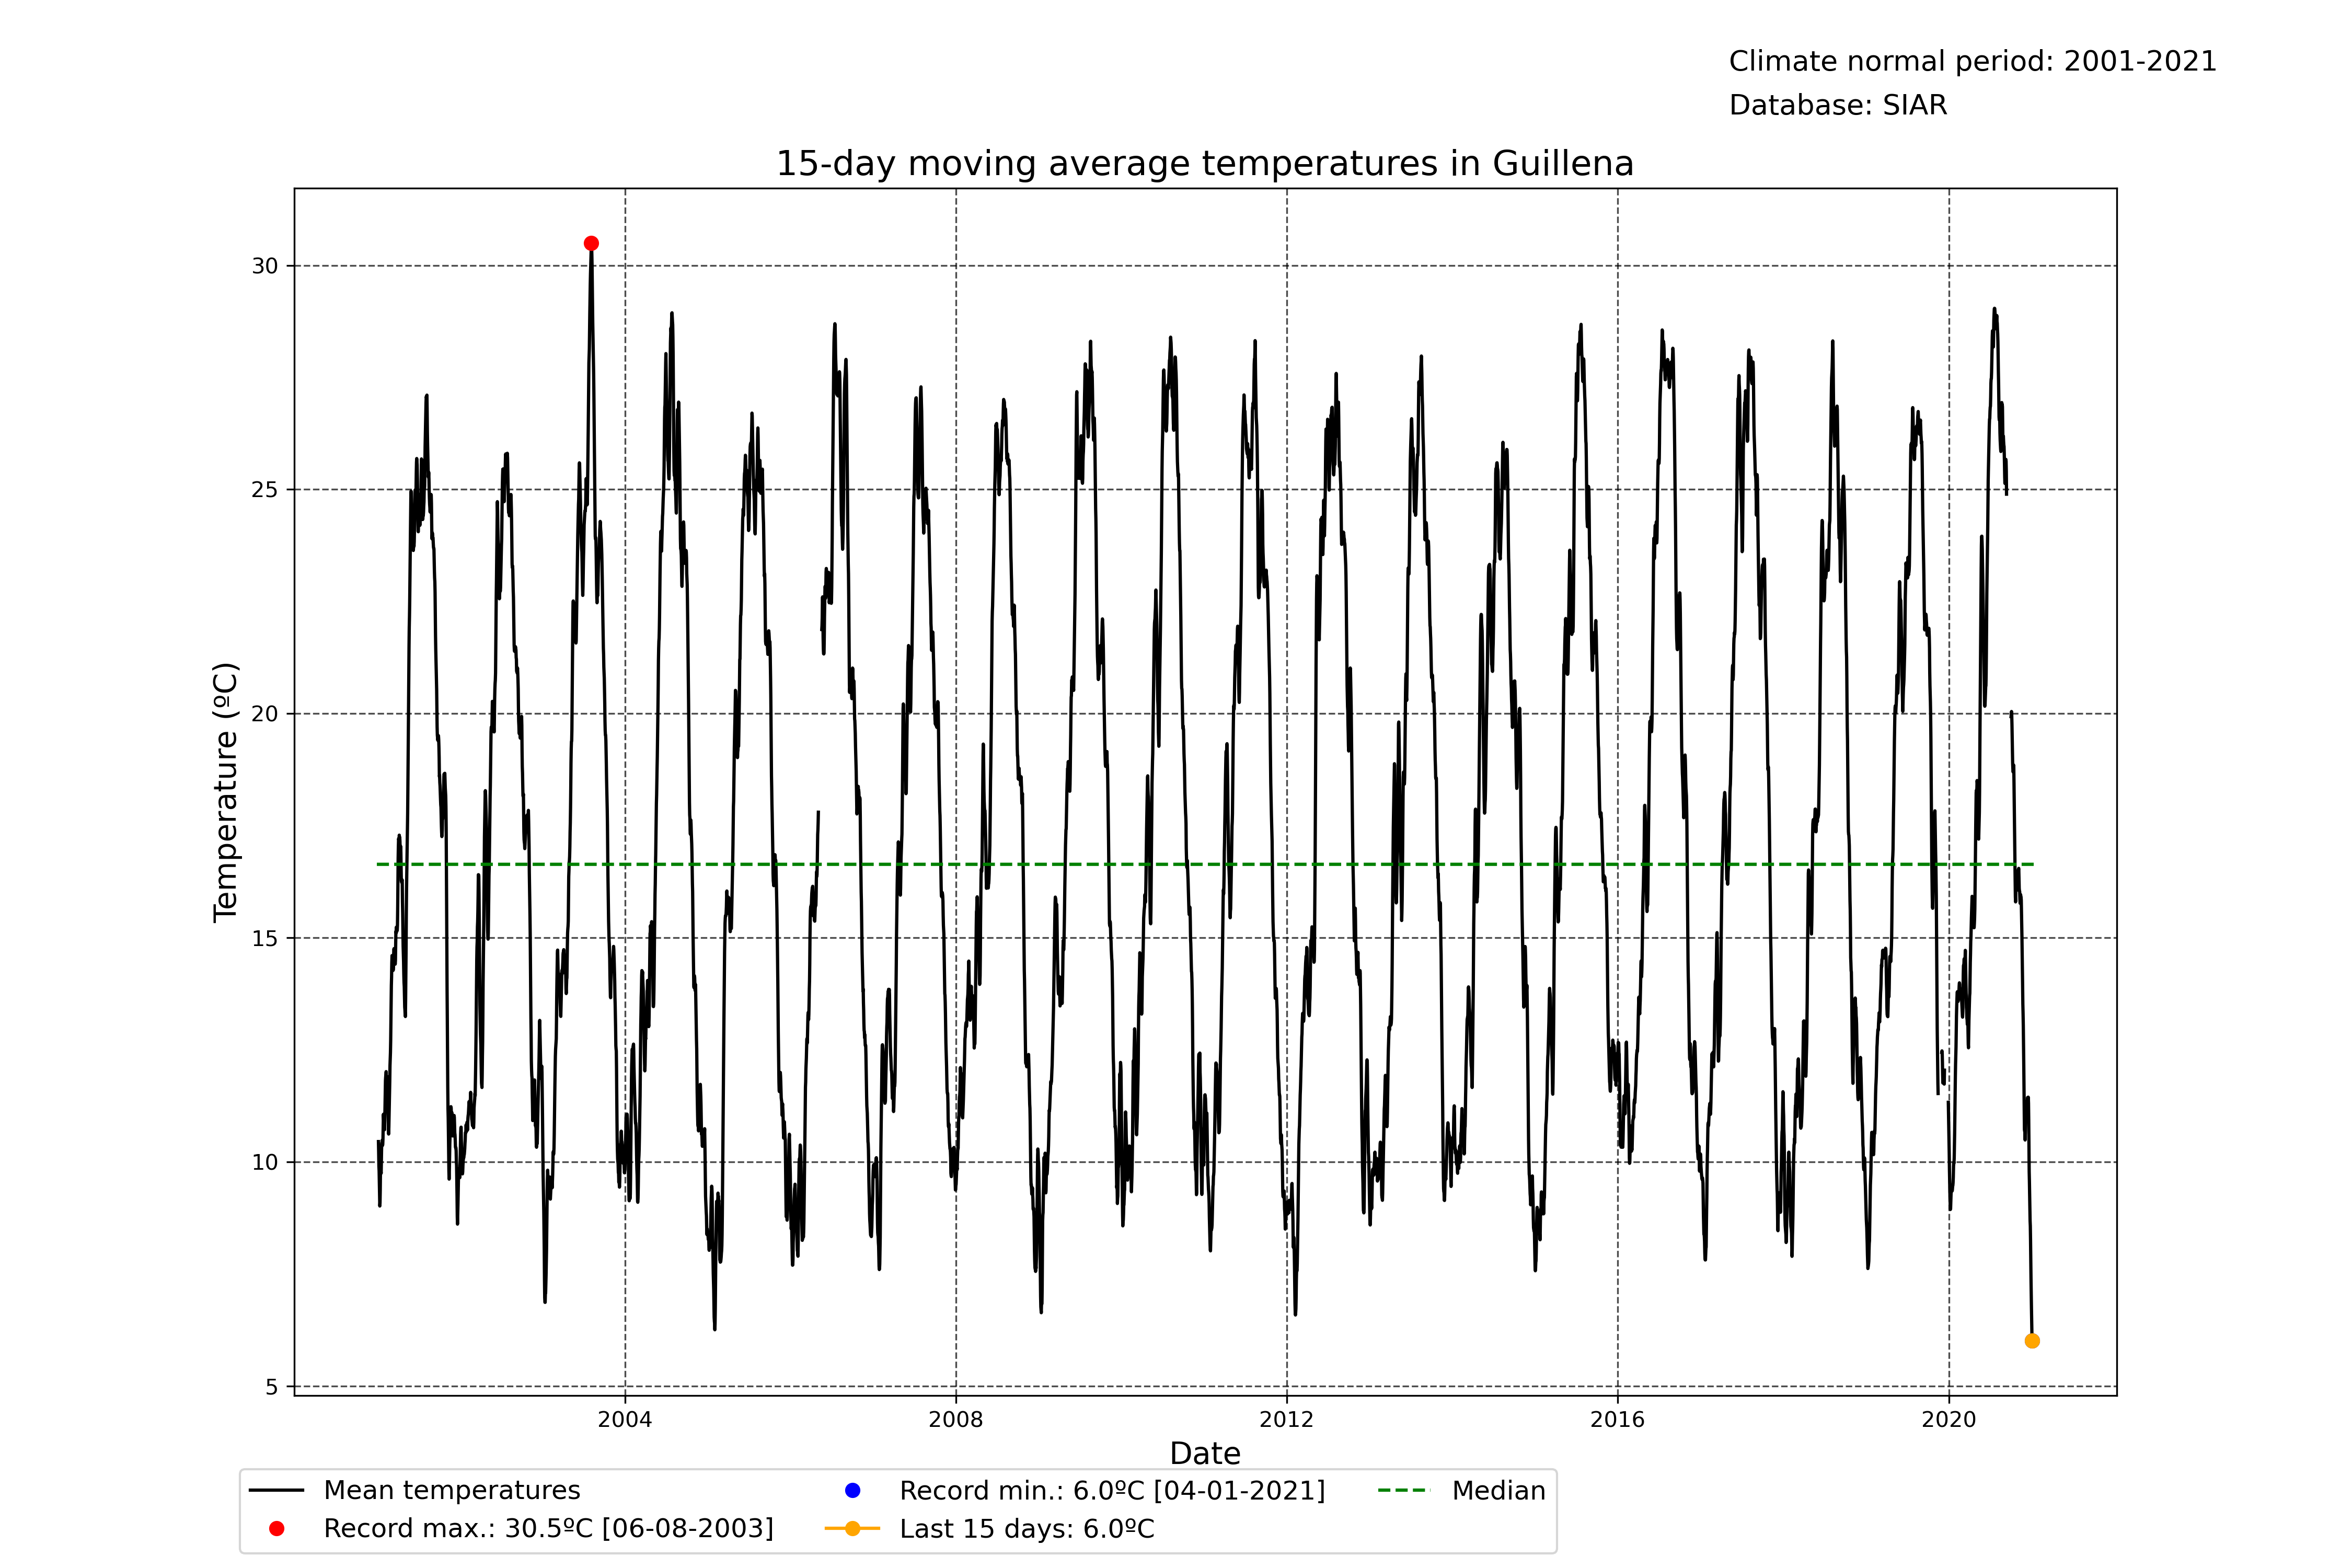 Climate normal period: 2001-2021
Database: SIAR
15-day moving average temperatures in Guillena
30
25
20
15
10
5
Temperature (ºC)
2004 2008 2012 2016 2020
Date
Mean temperatures
Record max.: 30.5ºC [06-08-2003]
Record min.: 6.0ºC [04-01-2021]
Last 15 days: 6.0ºC
Median